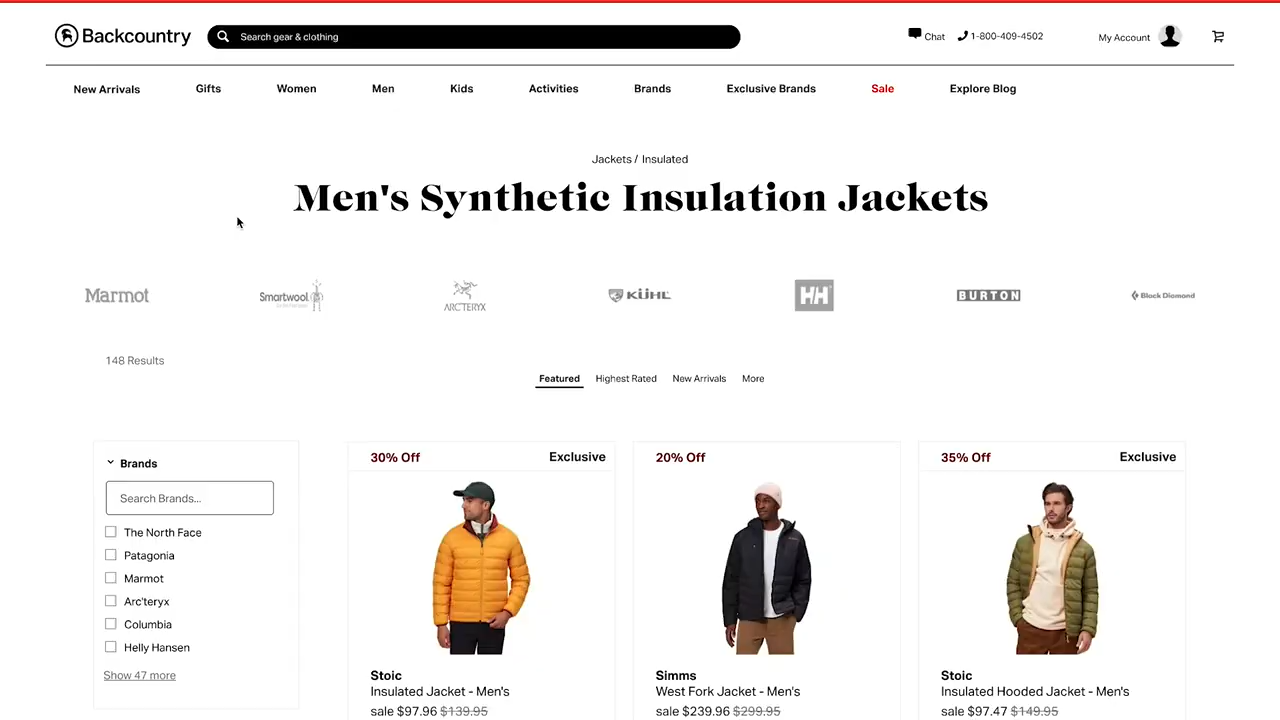 Backcountry
Search gear & clothing
Chat
1-800-409-4502
My Account
New Arrivals
Gifts
Women
Men
Kids
Activities
Brands
Exclusive Brands
Sale
Explore Blog
Jackets / Insulated
Men's Synthetic Insulation Jackets
Marmot
Smartwool
ARC'TERYX
KÜHL
HH
BURTON
Black Diamond
148 Results
Featured
Highest Rated
New Arrivals
More
Brands
Search Brands...
The North Face
Patagonia
Marmot
Arc'teryx
Columbia
Helly Hansen
Show 47 more
30% Off
Exclusive
Stoic
Insulated Jacket - Men's
sale $97.96 $139.95
20% Off
Simms
West Fork Jacket - Men's
sale $239.96 $299.95
35% Off
Exclusive
Stoic
Insulated Hooded Jacket - Men's
sale $97.47 $149.95